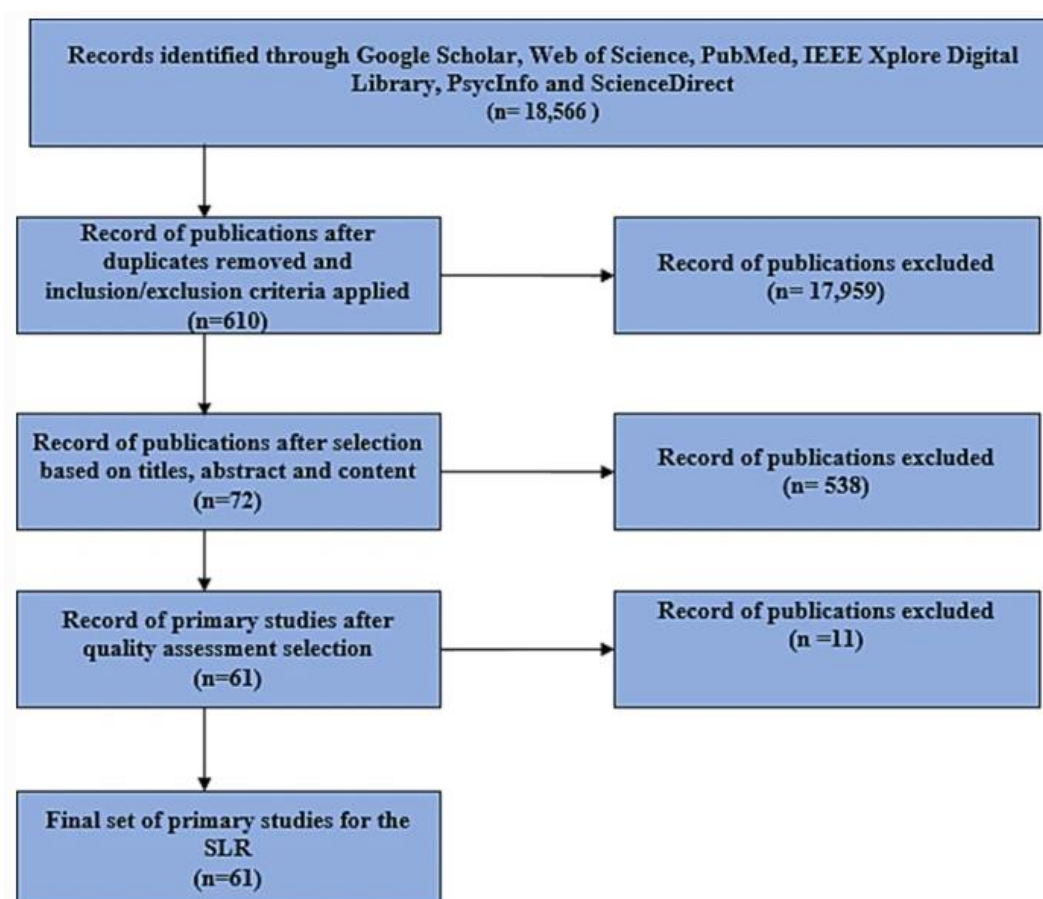 Records identified through Google Scholar, Web of Science, PubMed, IEEE Xplore Digital
Library, PsycInfo and ScienceDirect
(n= 18,566 )
Record of publications after
duplicates removed and
inclusion/exclusion criteria applied
(n=610)
Record of publications excluded
(n= 17,959)
Record of publications after selection
based on titles, abstract and content
(n=72)
Record of publications excluded
(n= 538)
Record of primary studies after
quality assessment selection
(n=61)
Record of publications excluded
(n =11)
Final set of primary studies for the
SLR
(n=61)